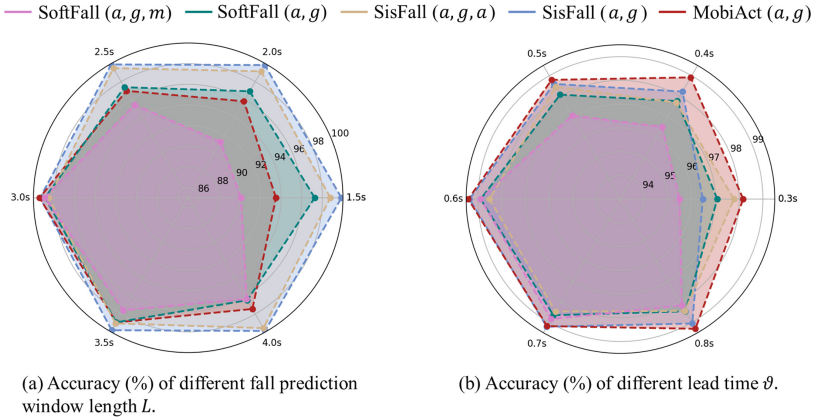 SoftFall (a, g, m) SoftFall (a, g) SisFall (a, g, a) SisFall (a, g) MobiAct (a, g)
2.5s 2.0s
100
98
96
94
92
90
88
86
3.0s 1.5s
3.5s 4.0s
0.5s 0.4s
99
98
97
96
95
94
0.6s 0.3s
0.7s 0.8s
(a) Accuracy (%) of different fall prediction
window length L.
(b) Accuracy (%) of different lead time ϑ.